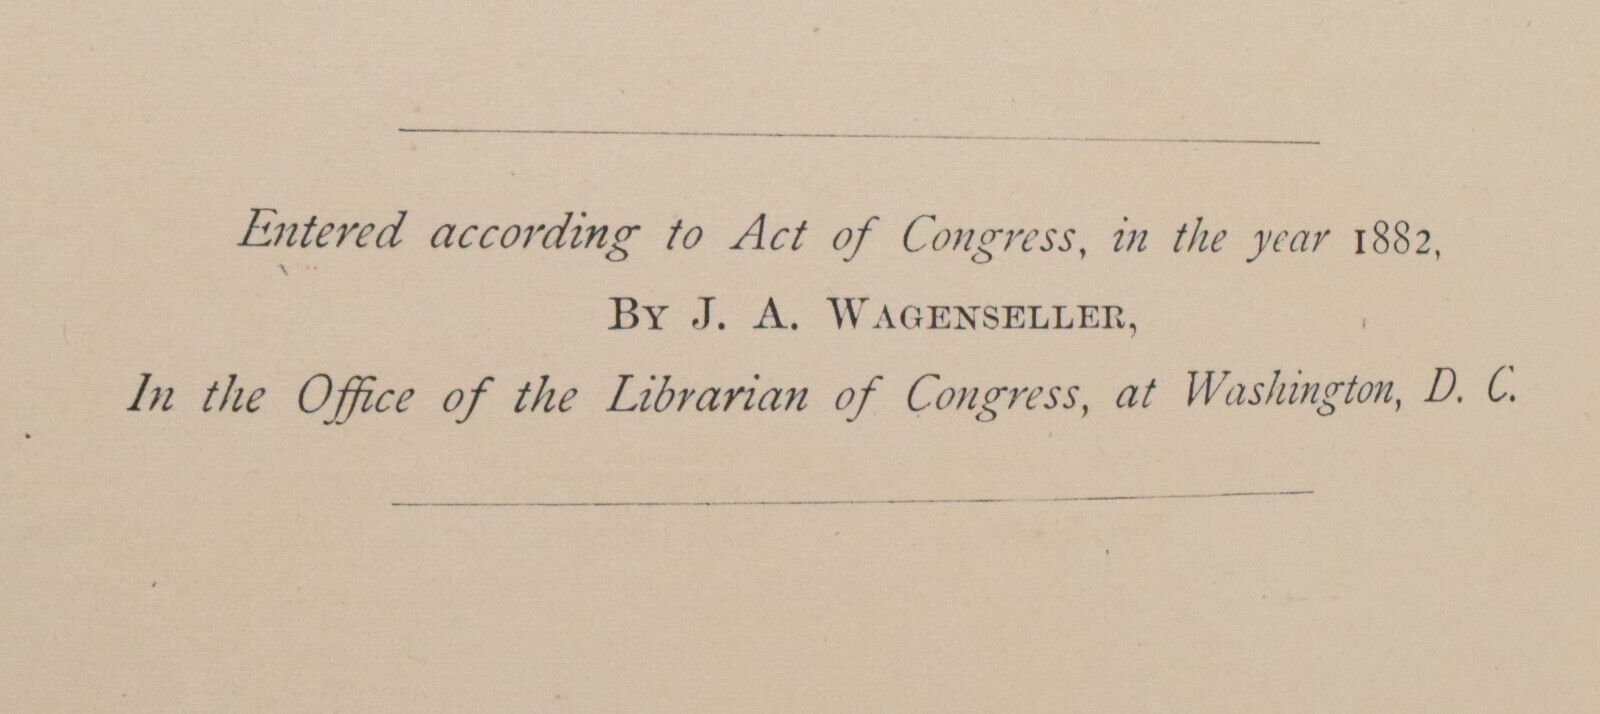 Entered according to Act of Congress, in the year 1882,
By J. A. Wagenseller,
In the Office of the Librarian of Congress, at Washington, D. C.